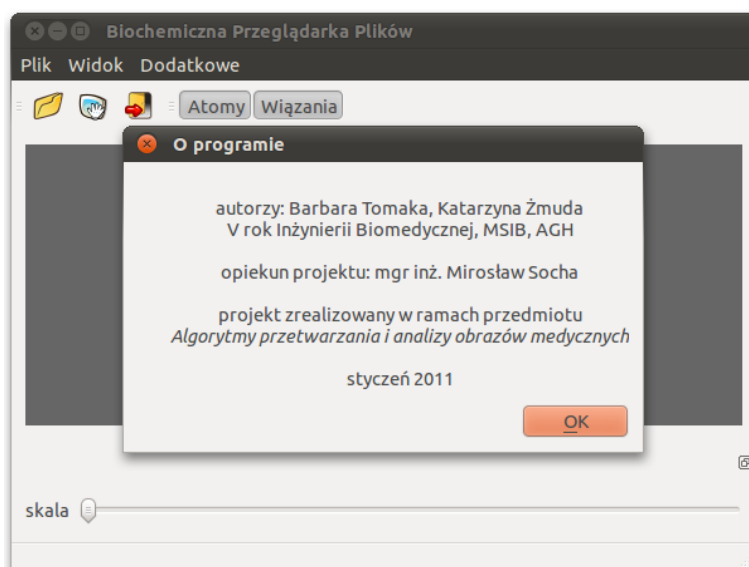 Biochemiczna Przeglądarka Plików
Plik Widok Dodatkowe
Atomy Wiązania
O programie
autorzy: Barbara Tomaka, Katarzyna Żmuda
V rok Inżynierii Biomedycznej, MSIB, AGH
opiekun projektu: mgr inż. Mirosław Socha
projekt zrealizowany w ramach przedmiotu
Algorytmy przetwarzania i analizy obrazów medycznych
styczeń 2011
OK
skala